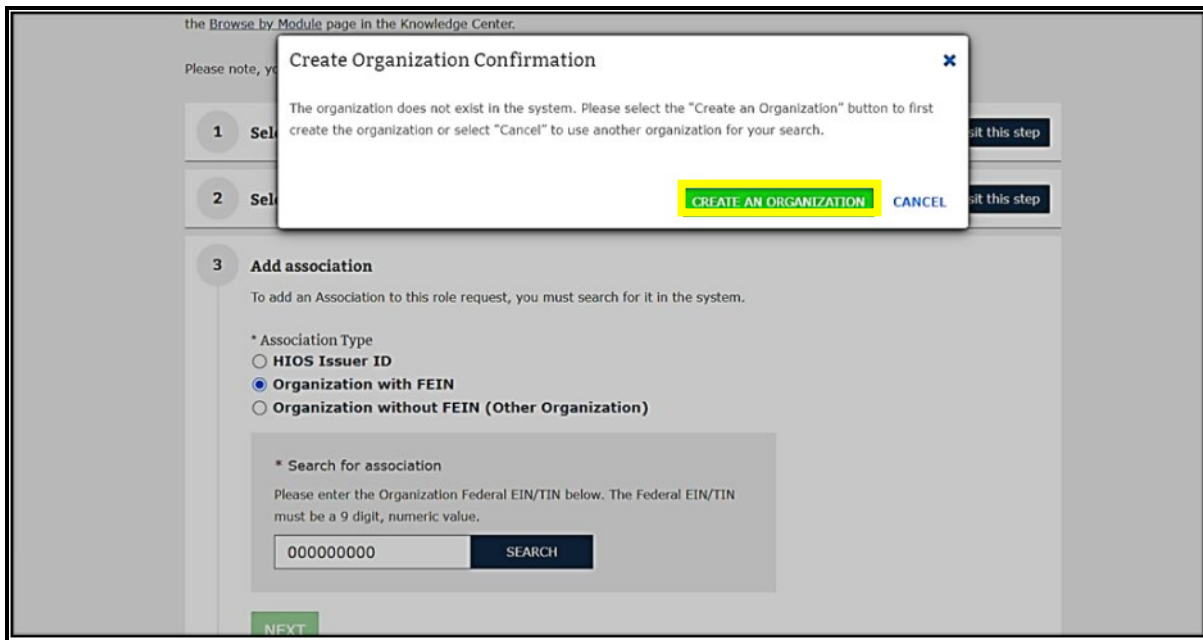 the Browse by Module page in the Knowledge Center.
Please note, yo
Create Organization Confirmation
The organization does not exist in the system. Please select the "Create an Organization" button to first
create the organization or select "Cancel" to use another organization for your search.
CREATE AN ORGANIZATION CANCEL
1 Sele sit this step
2 Sele sit this step
3 Add association
To add an Association to this role request, you must search for it in the system.
* Association Type
HIOS Issuer ID
Organization with FEIN
Organization without FEIN (Other Organization)
* Search for association
Please enter the Organization Federal EIN/TIN below. The Federal EIN/TIN
must be a 9 digit, numeric value.
000000000 SEARCH
NEXT